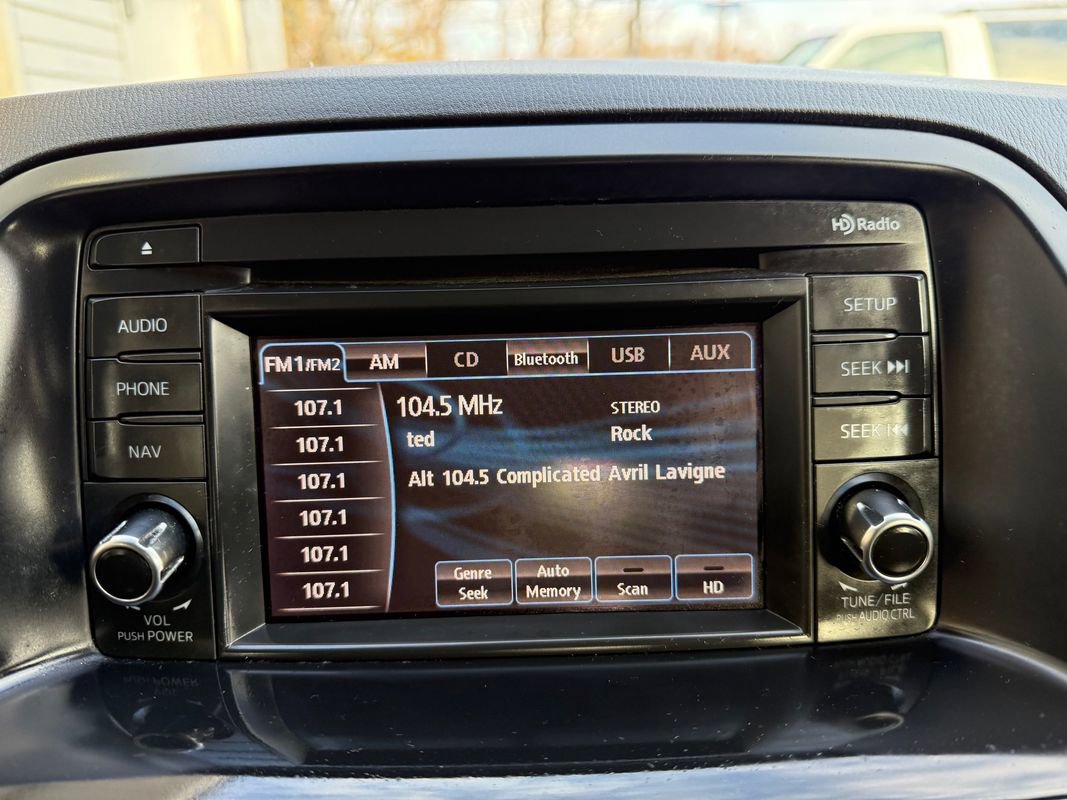 HD Radio
AUDIO
PHONE
NAV
VOL
PUSH POWER
FM1/FM2 AM CD Bluetooth USB AUX
107.1
107.1
107.1
107.1
107.1
107.1
104.5 MHz STEREO
ted Rock
Alt 104.5 Complicated Avril Lavigne
Genre Seek
Auto Memory
Scan
HD
SETUP
SEEK
SEEK
TUNE/FILE
PUSH AUDIO CTRL